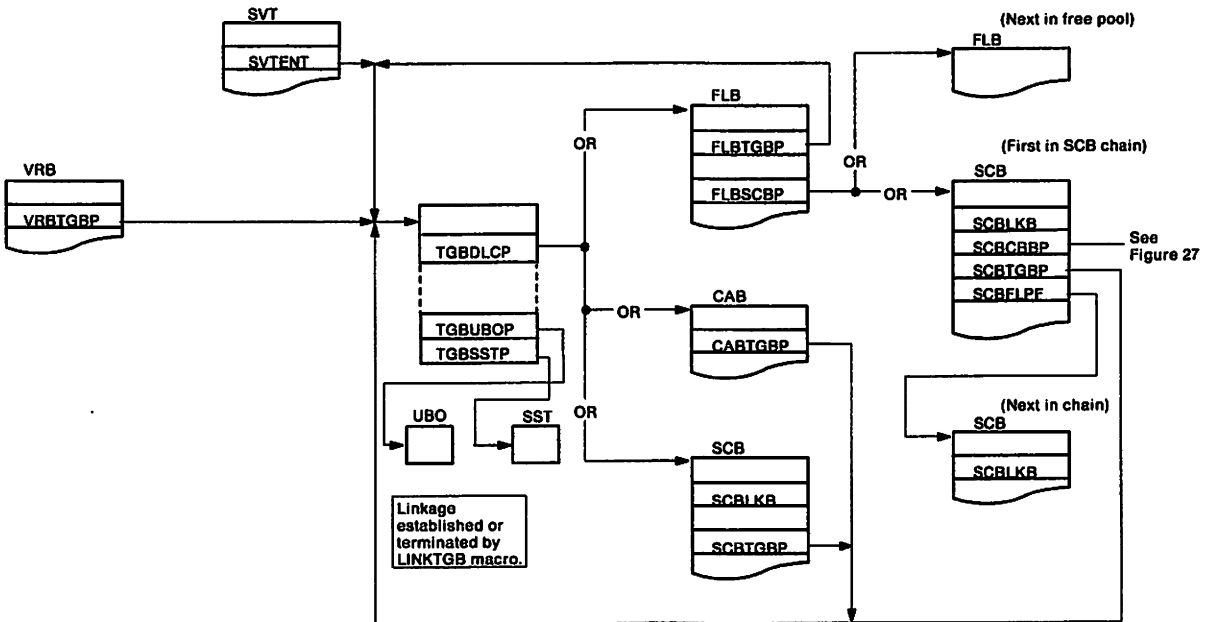 SVT
SVTENT
(Next in free pool)
FLB
FLB
FLBTGBP
FLBSCBP
OR
OR
OR
(First in SCB chain)
SCB
SCBLKB
SCBCBBP
SCBTGBP
SCBFLPF
See
Figure 27
VRB
VRBTGBP
TGBDLCP
TGBUBOP
TGBSSTP
OR
CAB
CABTGBP
UBO
SST
OR
SCB
SCBLKB
SCBTGBP
(Next in chain)
SCB
SCBLKB
Linkage
established or
terminated by
LINKTGB macro.